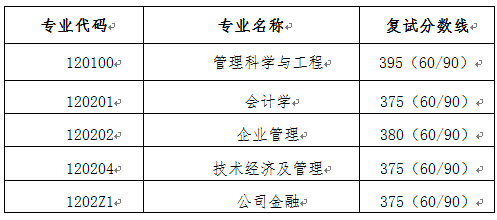 专业代码 专业名称 复试分数线
120100 管理科学与工程 395（60/90）
120201 会计学 375（60/90）
120202 企业管理 380（60/90）
120204 技术经济及管理 375（60/90）
1202Z1 公司金融 375（60/90）